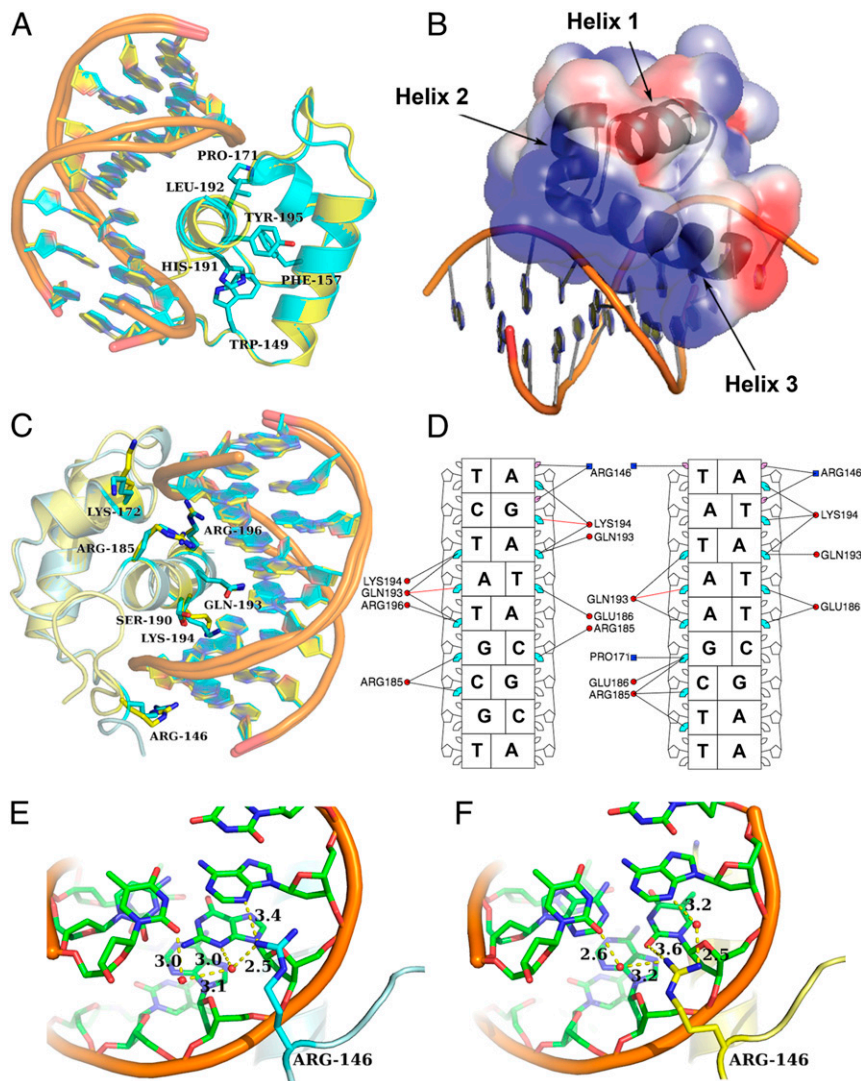 A
PRO-171
LEU-192
TYR-195
HIS-191
PHE-157
TRP-149
B
Helix 1
Helix 2
Helix 3
C
LYS-172
ARG-196
ARG-185
GLN-193
SER-190
LYS-194
ARG-146
D
T A
C G
T A
A T
T A
G C
C G
G C
T A
LYS194
GLN193
ARG196
ARG185
ARG146
LYS194
GLN193
GLU186
ARG185
T A
A T
T A
A T
A T
G C
C G
T A
T A
GLN193
PRO171
GLU186
ARG185
ARG146
LYS194
GLN193
GLU186
E
3.4
3.0
3.0
2.5
3.1
ARG-146
F
3.2
2.6
3.6
2.5
3.2
ARG-146